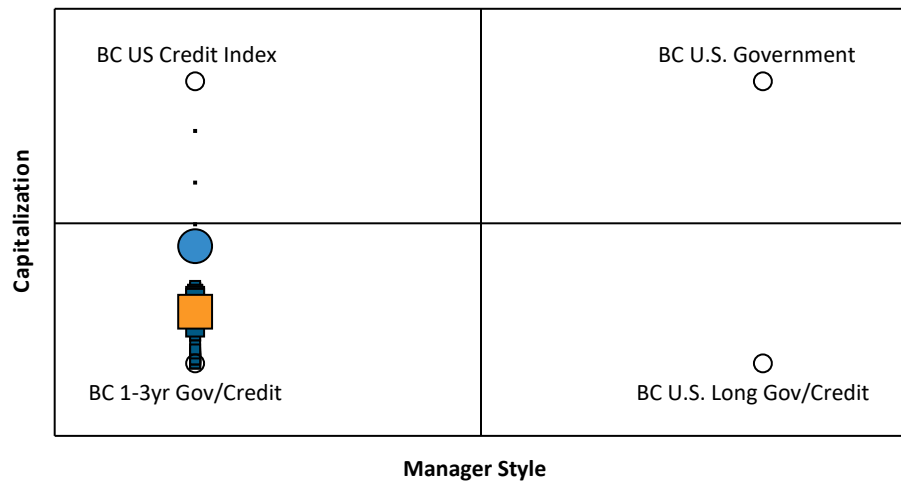 BC US Credit Index
BC U.S. Government
Capitalization
BC 1-3yr Gov/Credit
BC U.S. Long Gov/Credit
Manager Style